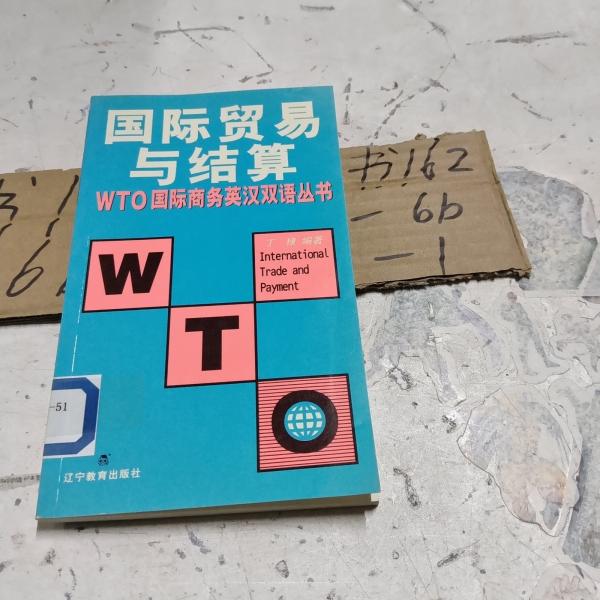 国际贸易
与结算
WTO国际商务英汉双语丛书
丁 编著
International
Trade and
Payment
W
T
O
-51
辽宁教育出版社
书162
- 6b
- 1